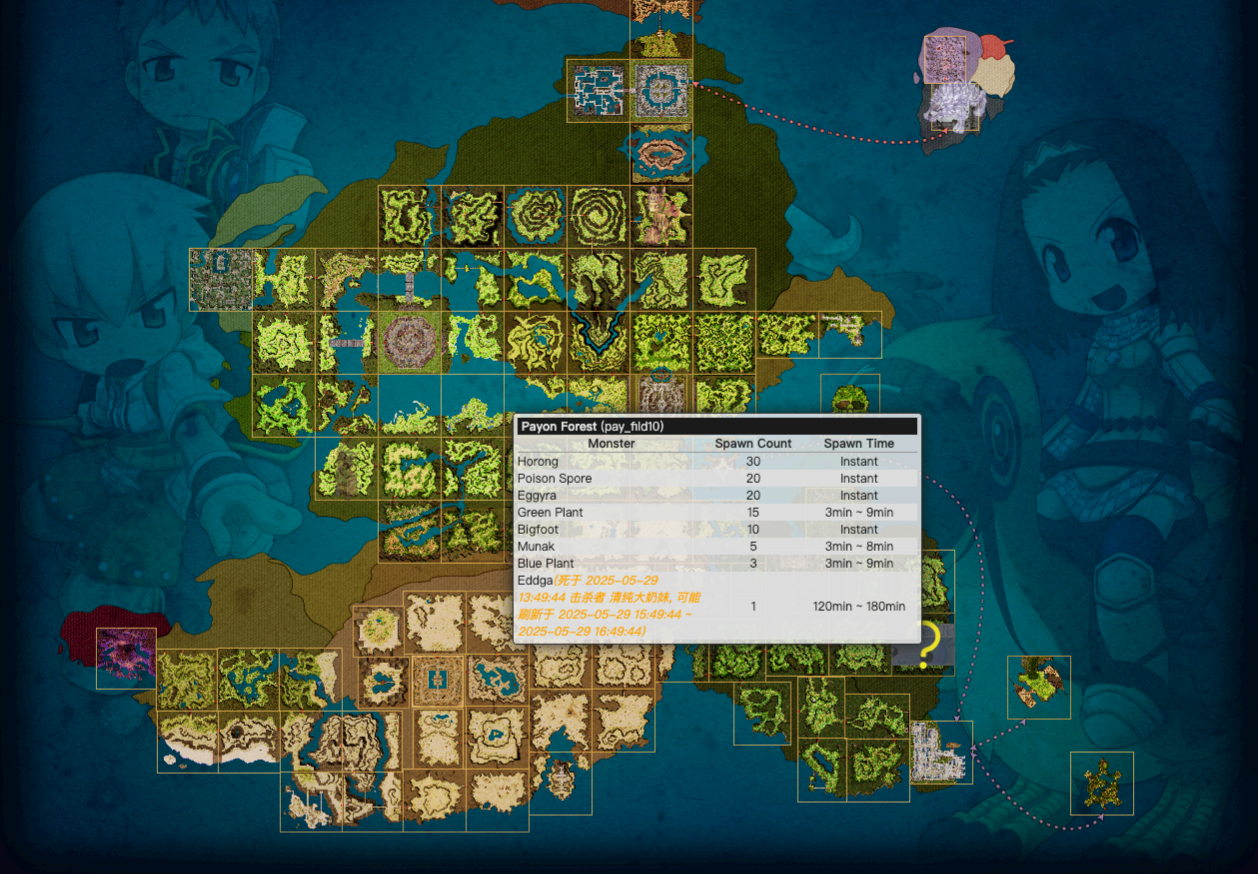 Payon Forest (pay_fild10)
Monster Spawn Count Spawn Time
Horong 30 Instant
Poison Spore 20 Instant
Eggyra 20 Instant
Green Plant 15 3min ~ 9min
Bigfoot 10 Instant
Munak 5 3min ~ 8min
Blue Plant 3 3min ~ 9min
Eddga(死于 2025-05-29
13:49:44 击杀者 清纯大奶妹, 可能
刷新于 2025-05-29 15:49:44 ~
2025-05-29 16:49:44) 1 120min ~ 180min
?